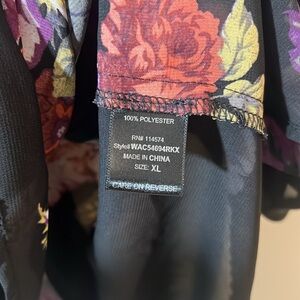 100% POLYESTER
RN# 114574
Style# WAC54694RKX
MADE IN CHINA
SIZE: XL
CARE ON REVERSE